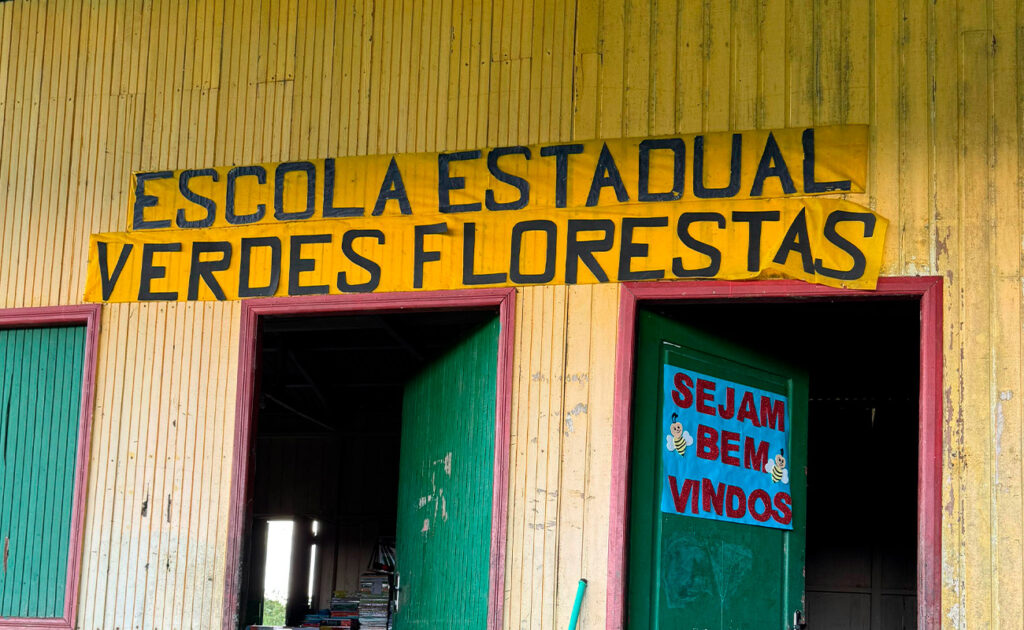 ESCOLA ESTADUAL
VERDES FLORESTAS
SEJAM
BEM
VINDOS